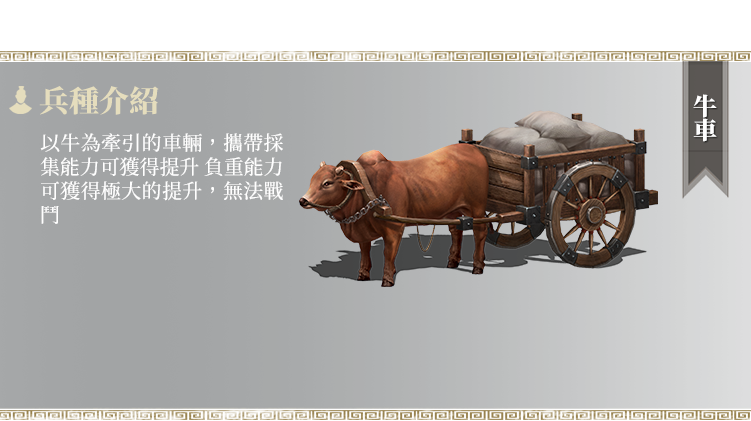 兵種介紹
以牛為牽引的車輛，攜帶採
集能力可獲得提升 負重能力
可獲得極大的提升，無法戰
鬥
牛車